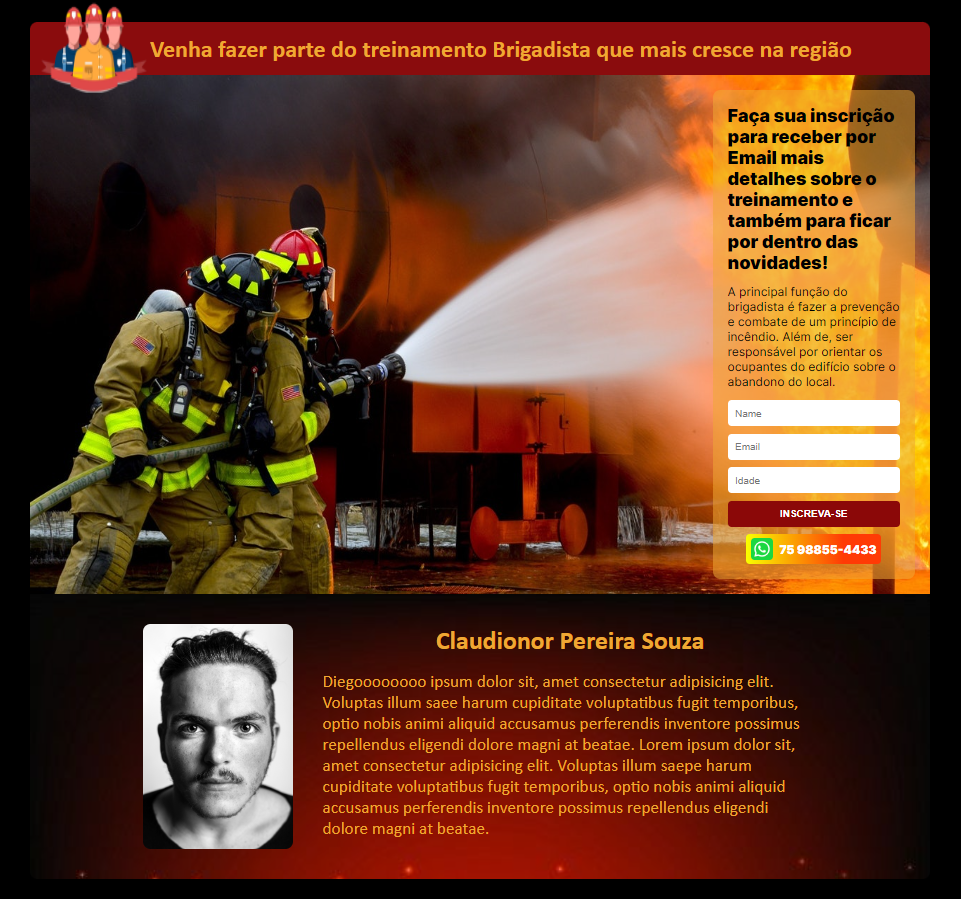 Venha fazer parte do treinamento Brigadista que mais cresce na região
Faça sua inscrição
para receber por
Email mais
detalhes sobre o
treinamento e
também para ficar
por dentro das
novidades!
A principal função do
brigadista é fazer a prevenção
e combate de um princípio de
incêndio. Além de, ser
responsável por orientar os
ocupantes do edifício sobre o
abandono do local.
Name
Email
Idade
INSCREVA-SE
75 98855-4433
Claudionor Pereira Souza
Diegoooooooo ipsum dolor sit, amet consectetur adipisicing elit.
Voluptas illum saee harum cupiditate voluptatibus fugit temporibus,
optio nobis animi aliquid accusamus perferendis inventore possimus
repellendus eligendi dolore magni at beatae. Lorem ipsum dolor sit,
amet consectetur adipisicing elit. Voluptas illum saepe harum
cupiditate voluptatibus fugit temporibus, optio nobis animi aliquid
accusamus perferendis inventore possimus repellendus eligendi
dolore magni at beatae.